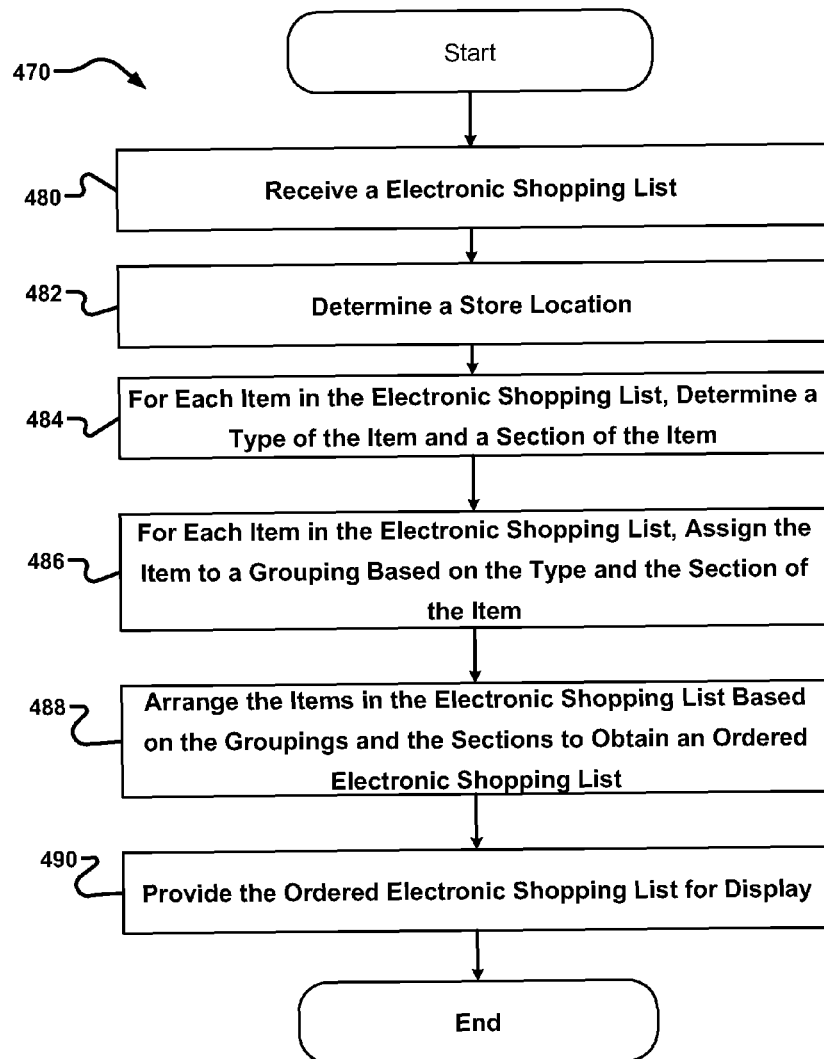 Start
470
480
Receive a Electronic Shopping List
482
Determine a Store Location
484
For Each Item in the Electronic Shopping List, Determine a
Type of the Item and a Section of the Item
486
For Each Item in the Electronic Shopping List, Assign the
Item to a Grouping Based on the Type and the Section of
the Item
488
Arrange the Items in the Electronic Shopping List Based
on the Groupings and the Sections to Obtain an Ordered
Electronic Shopping List
490
Provide the Ordered Electronic Shopping List for Display
End